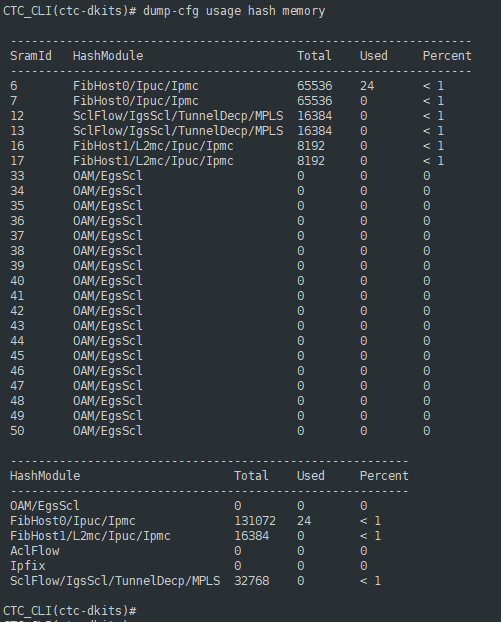 CTC_CLI(ctc-dkits)# dump-cfg usage hash memory
------------------------------------------------------------------
SramId   HashModule                      Total    Used     Percent
------------------------------------------------------------------
6        FibHost0/Ipuc/Ipmc              65536    24       < 1
7        FibHost0/Ipuc/Ipmc              65536    0        < 1
12       SclFlow/IgsScl/TunnelDecp/MPLS  16384    0        < 1
13       SclFlow/IgsScl/TunnelDecp/MPLS  16384    0        < 1
16       FibHost1/L2mc/Ipuc/Ipmc         8192     0        < 1
17       FibHost1/L2mc/Ipuc/Ipmc         8192     0        < 1
33       OAM/EgsScl                      0        0        0
34       OAM/EgsScl                      0        0        0
35       OAM/EgsScl                      0        0        0
36       OAM/EgsScl                      0        0        0
37       OAM/EgsScl                      0        0        0
38       OAM/EgsScl                      0        0        0
39       OAM/EgsScl                      0        0        0
40       OAM/EgsScl                      0        0        0
41       OAM/EgsScl                      0        0        0
42       OAM/EgsScl                      0        0        0
43       OAM/EgsScl                      0        0        0
44       OAM/EgsScl                      0        0        0
45       OAM/EgsScl                      0        0        0
46       OAM/EgsScl                      0        0        0
47       OAM/EgsScl                      0        0        0
48       OAM/EgsScl                      0        0        0
49       OAM/EgsScl                      0        0        0
50       OAM/EgsScl                      0        0        0
---------------------------------------------------------
HashModule                      Total    Used     Percent
---------------------------------------------------------
OAM/EgsScl                      0        0        0
FibHost0/Ipuc/Ipmc              131072   24       < 1
FibHost1/L2mc/Ipuc/Ipmc         16384    0        < 1
AclFlow                         0        0        0
Ipfix                           0        0        0
SclFlow/IgsScl/TunnelDecp/MPLS  32768    0        < 1
CTC_CLI(ctc-dkits)#